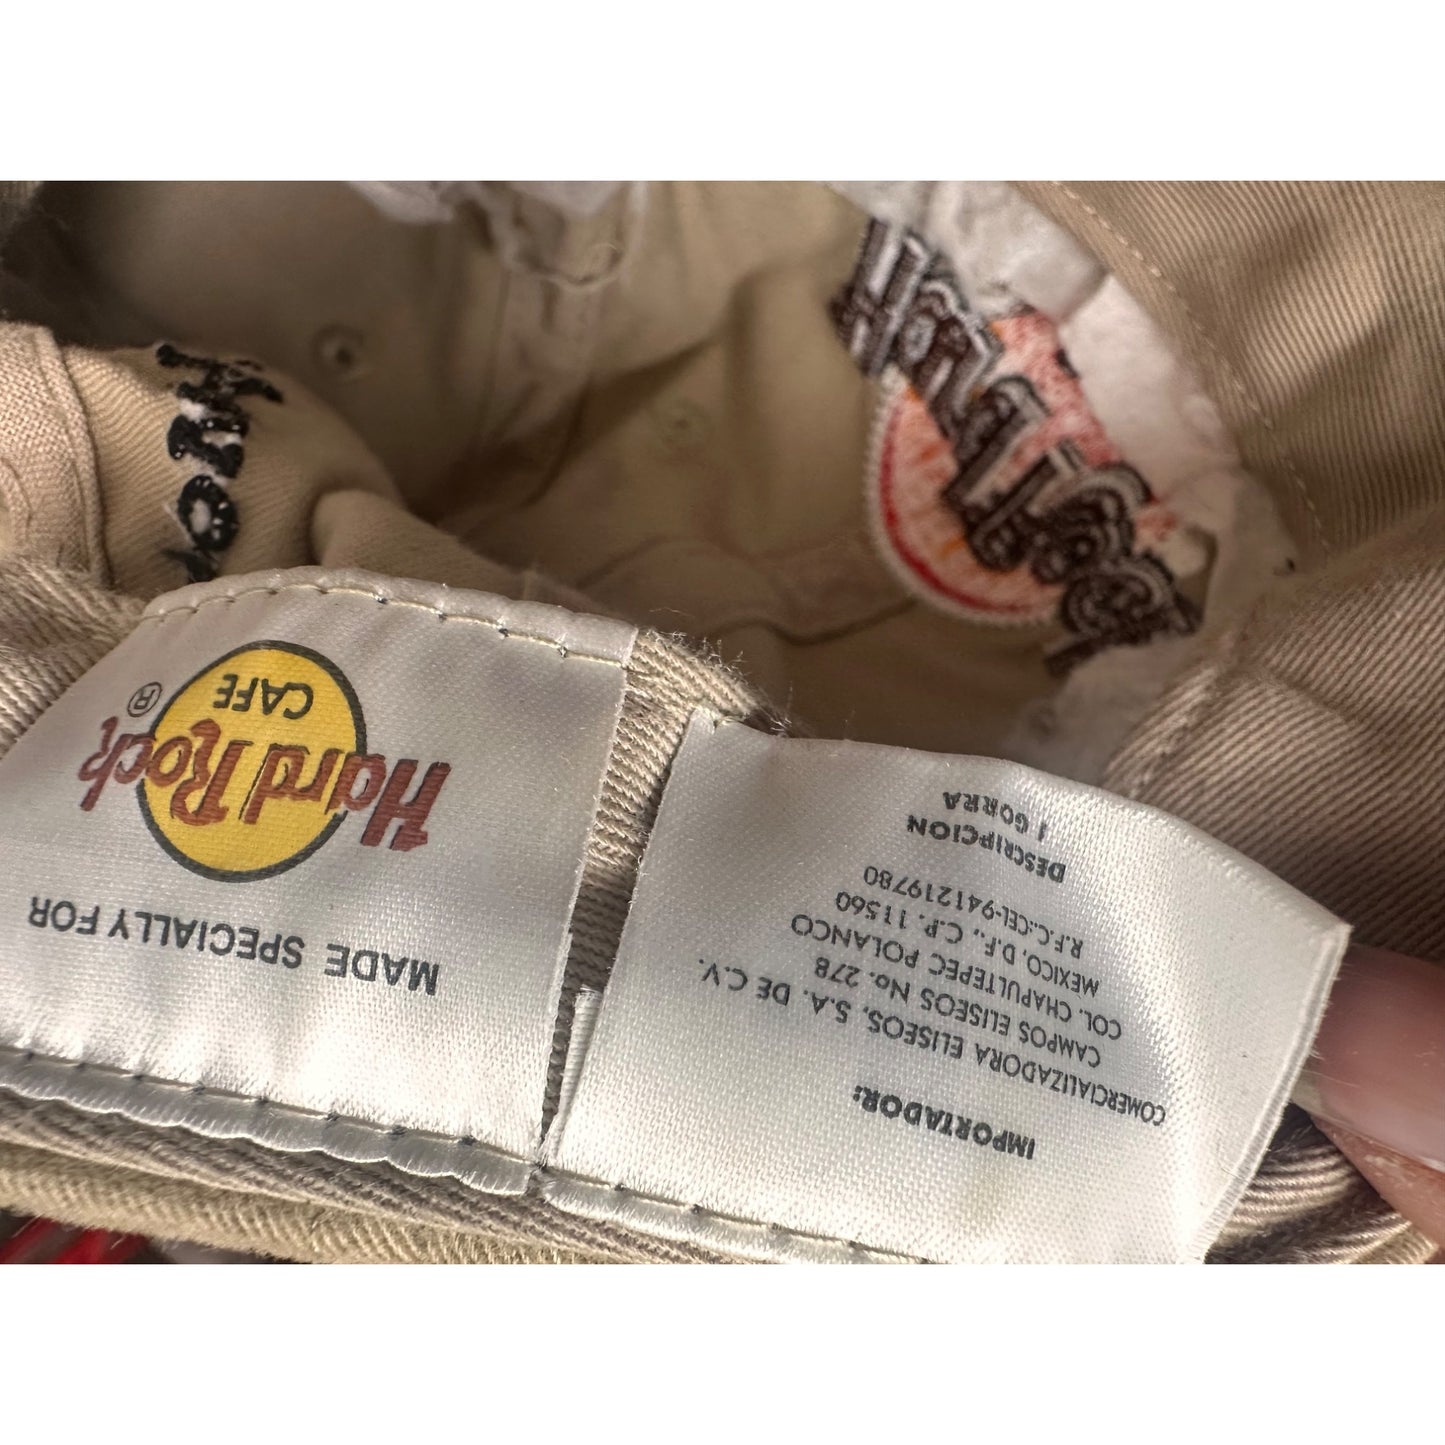 MADE SPECIALLY FOR
Hard Rock
CAFE
®
IMPORTADOR:
COMERCIALIZADORA ELISEOS, S.A. DE C.V.
CAMPOS ELISEOS No. 278
COL. CHAPULTEPEC POLANCO
MEXICO, D.F., C.P. 11560
R.F.C.:CEL-941219780
DESCRIPCION
1 GORRA